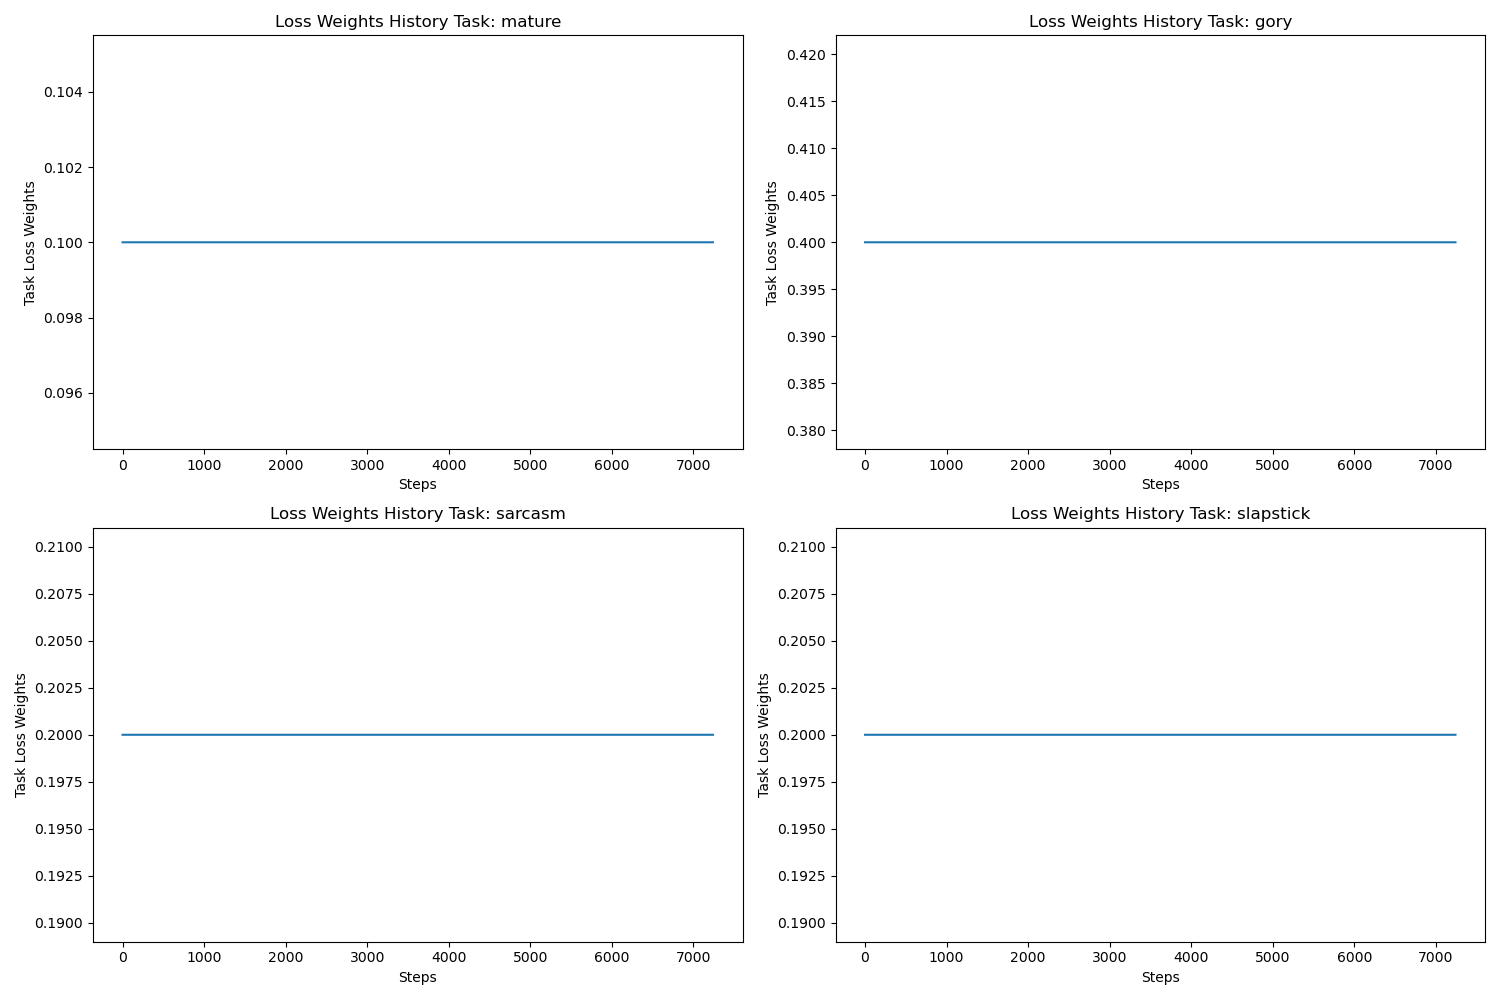 Loss Weights History Task: mature
Task Loss Weights
0.104
0.102
0.100
0.098
0.096
0 1000 2000 3000 4000 5000 6000 7000
Steps
Loss Weights History Task: gory
Task Loss Weights
0.420
0.415
0.410
0.405
0.400
0.395
0.390
0.385
0.380
0 1000 2000 3000 4000 5000 6000 7000
Steps
Loss Weights History Task: sarcasm
Task Loss Weights
0.2100
0.2075
0.2050
0.2025
0.2000
0.1975
0.1950
0.1925
0.1900
0 1000 2000 3000 4000 5000 6000 7000
Steps
Loss Weights History Task: slapstick
Task Loss Weights
0.2100
0.2075
0.2050
0.2025
0.2000
0.1975
0.1950
0.1925
0.1900
0 1000 2000 3000 4000 5000 6000 7000
Steps